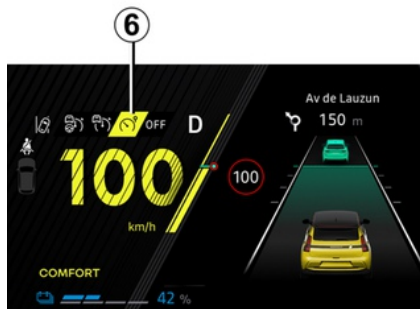 6
Av de Lauzun
150 m
OFF D
100
100
km/h
COMFORT
42 %